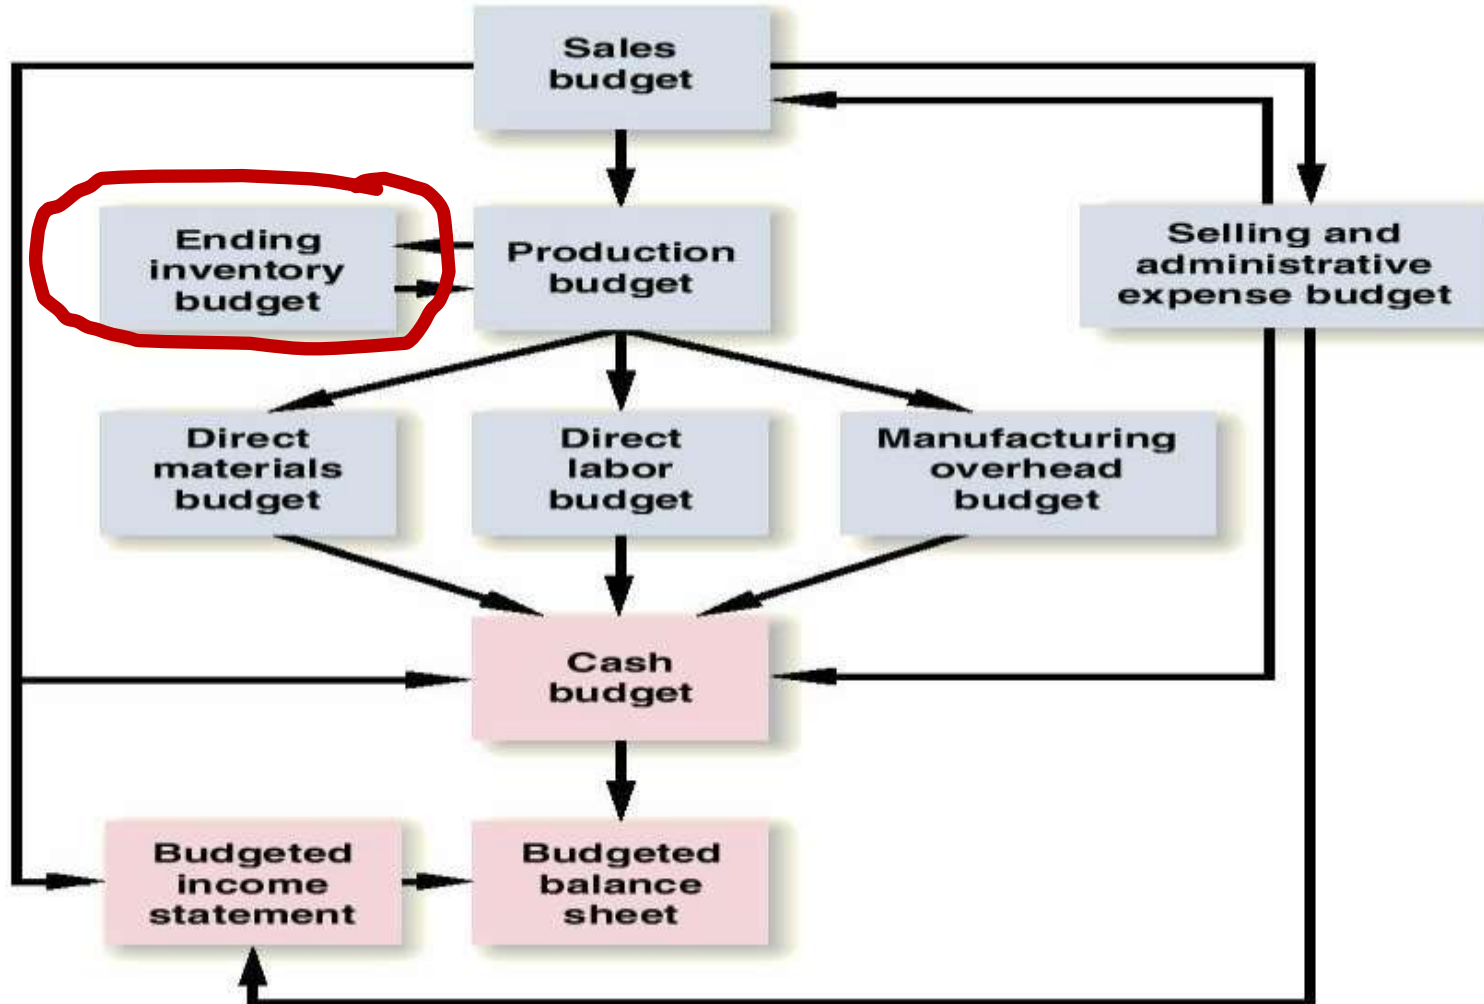 Sales
budget
Ending
inventory
budget
Production
budget
Selling and
administrative
expense budget
Direct
materials
budget
Direct
labor
budget
Manufacturing
overhead
budget
Cash
budget
Budgeted
income
statement
Budgeted
balance
sheet